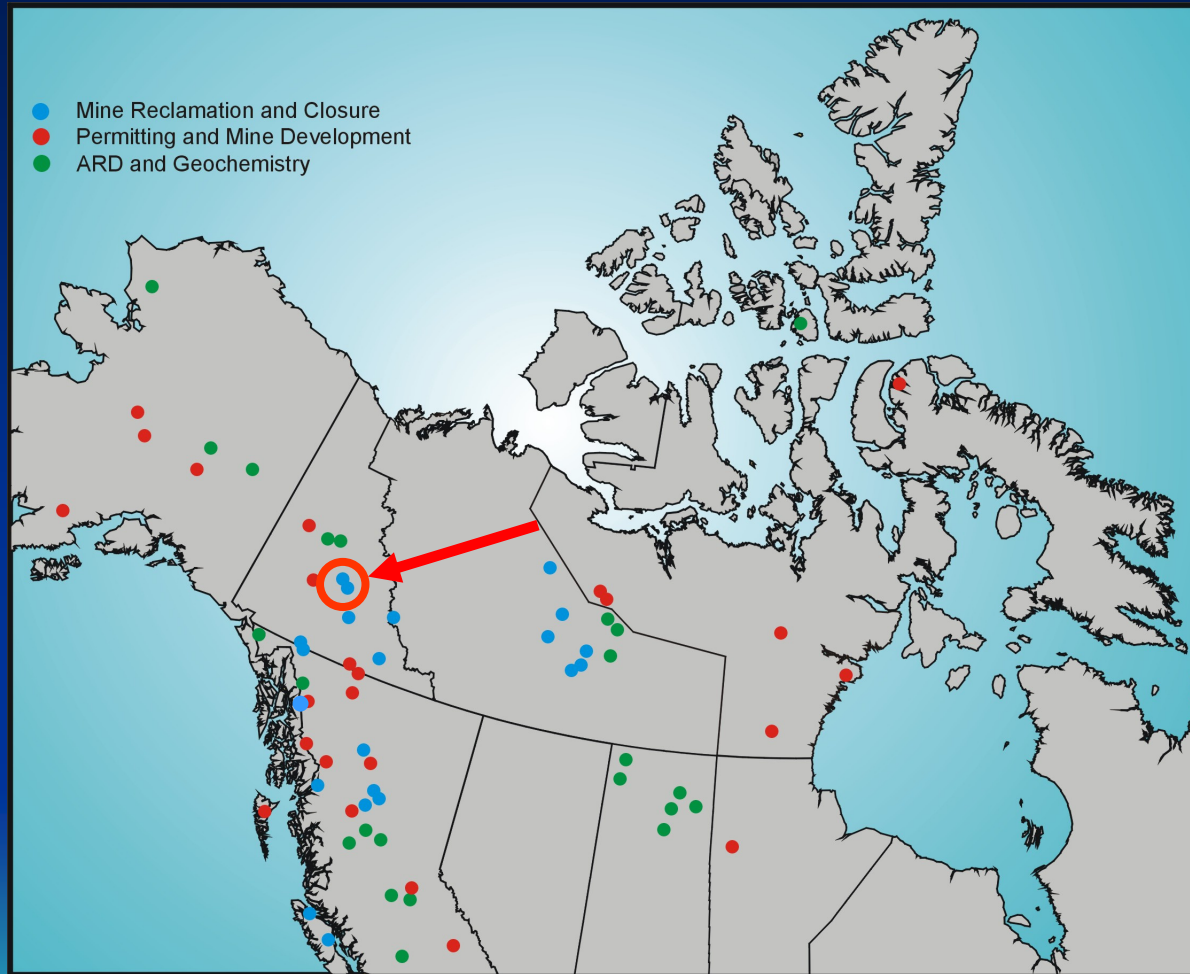 Mine Reclamation and Closure
Permitting and Mine Development
ARD and Geochemistry